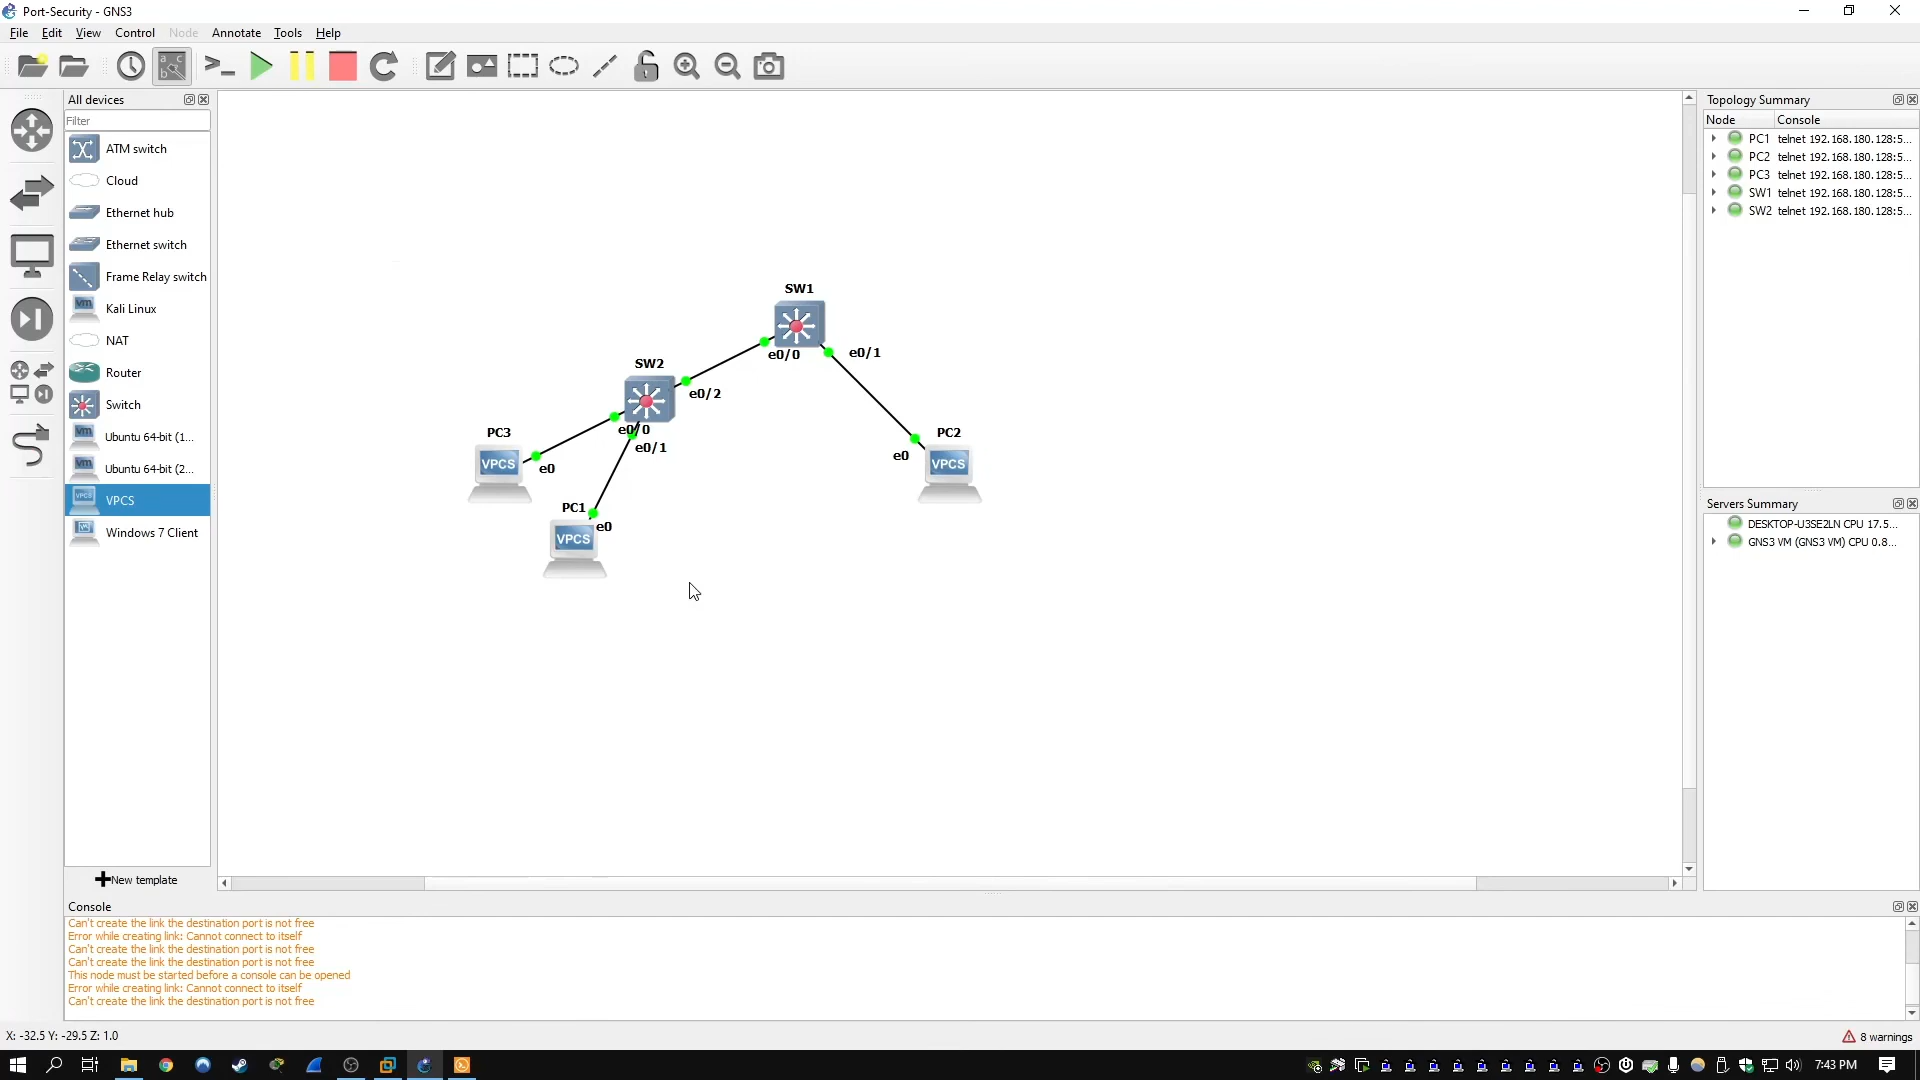 Port-Security - GNS3
File Edit View Control Node Annotate Tools Help
All devices
Filter
ATM switch
Cloud
Ethernet hub
Ethernet switch
Frame Relay switch
Kali Linux
NAT
Router
Switch
Ubuntu 64-bit (1...
Ubuntu 64-bit (2...
VPCS
Windows 7 Client
New template
SW1
e0/0
e0/1
SW2
e0/2
e0/0
e0/1
PC3
VPCS
e0
PC1
VPCS
e0
PC2
VPCS
e0
Topology Summary
Node Console
PC1 telnet 192.168.180.128:5...
PC2 telnet 192.168.180.128:5...
PC3 telnet 192.168.180.128:5...
SW1 telnet 192.168.180.128:5...
SW2 telnet 192.168.180.128:5...
Servers Summary
DESKTOP-U3SE2LN CPU 17.5...
GNS3 VM (GNS3 VM) CPU 0.8...
Console
Can't create the link the destination port is not free
Error while creating link: Cannot connect to itself
Can't create the link the destination port is not free
Can't create the link the destination port is not free
This node must be started before a console can be opened
Error while creating link: Cannot connect to itself
Can't create the link the destination port is not free
X: -32.5 Y: -29.5 Z: 1.0
8 warnings
7:43 PM